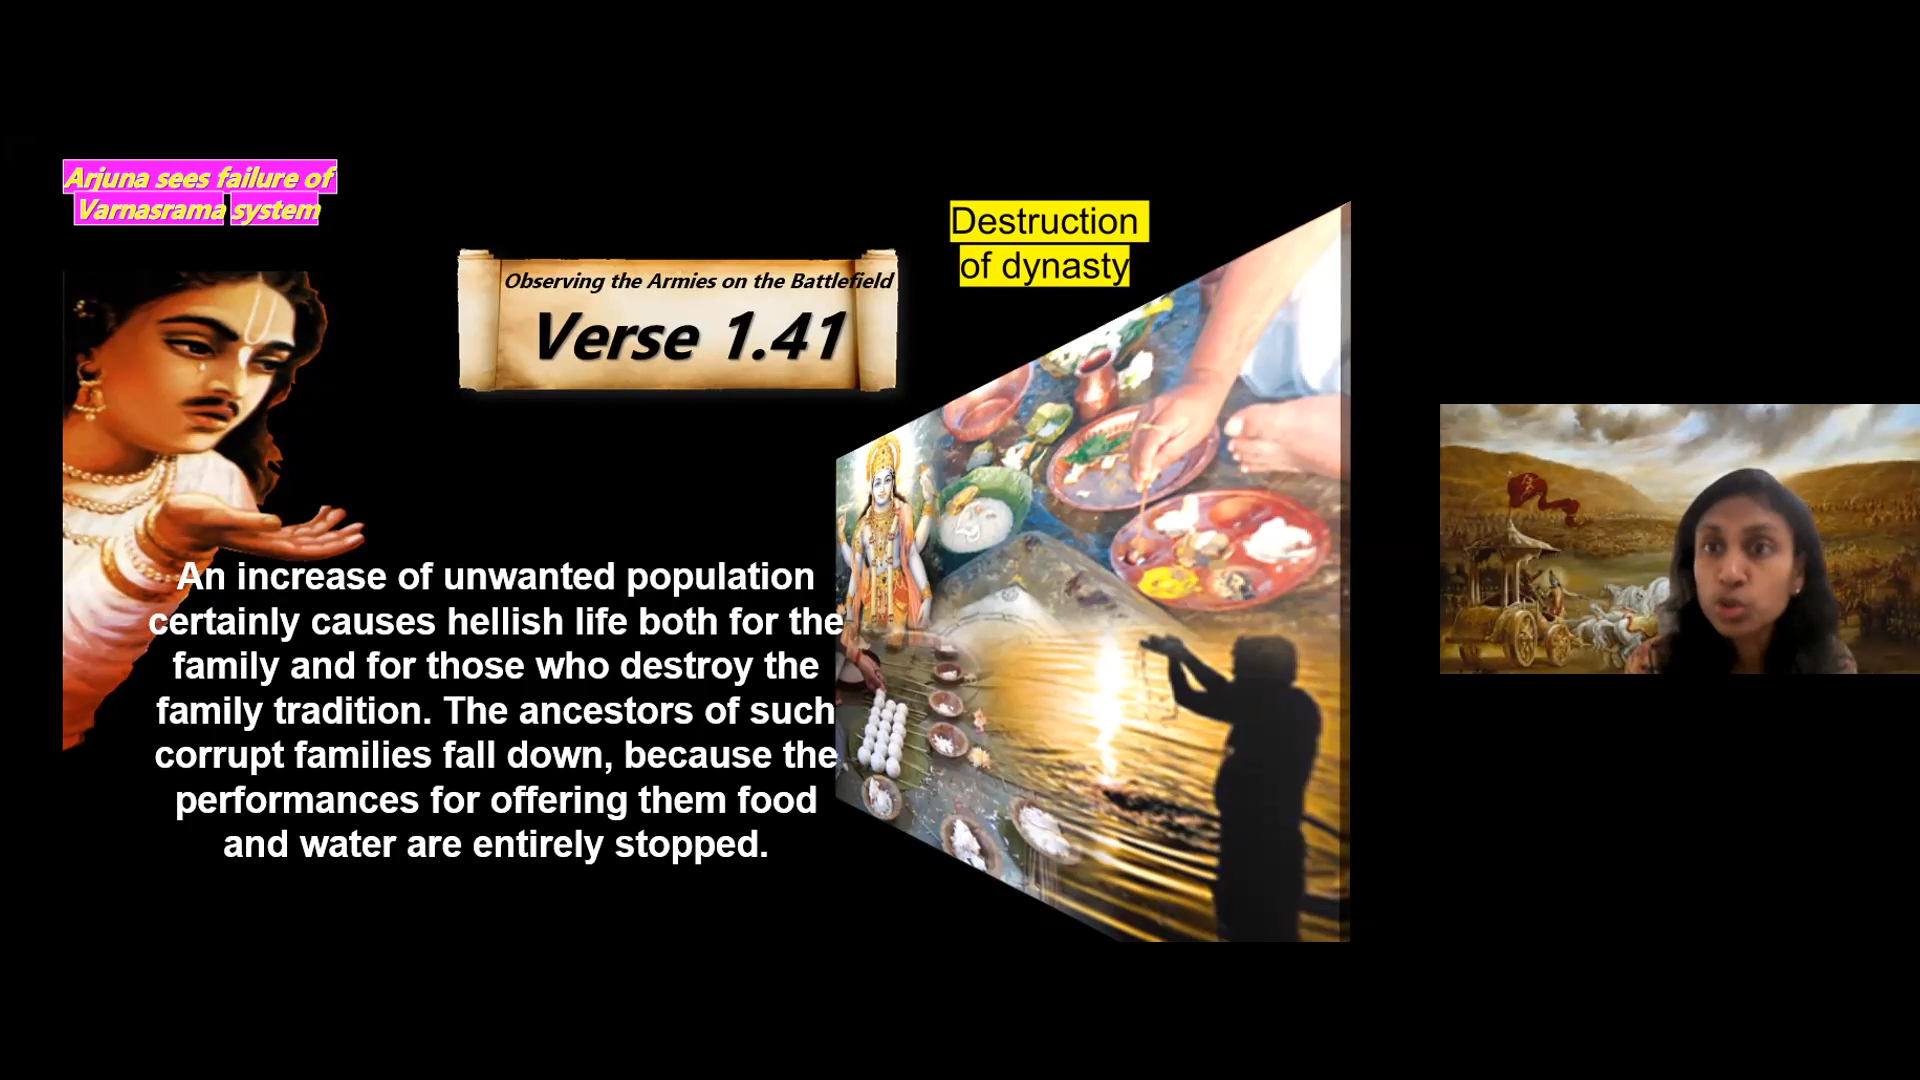 Arjuna sees failure of
Varnasrama system
Destruction
of dynasty
Observing the Armies on the Battlefield
Verse 1.41
An increase of unwanted population
certainly causes hellish life both for the
family and for those who destroy the
family tradition. The ancestors of such
corrupt families fall down, because the
performances for offering them food
and water are entirely stopped.